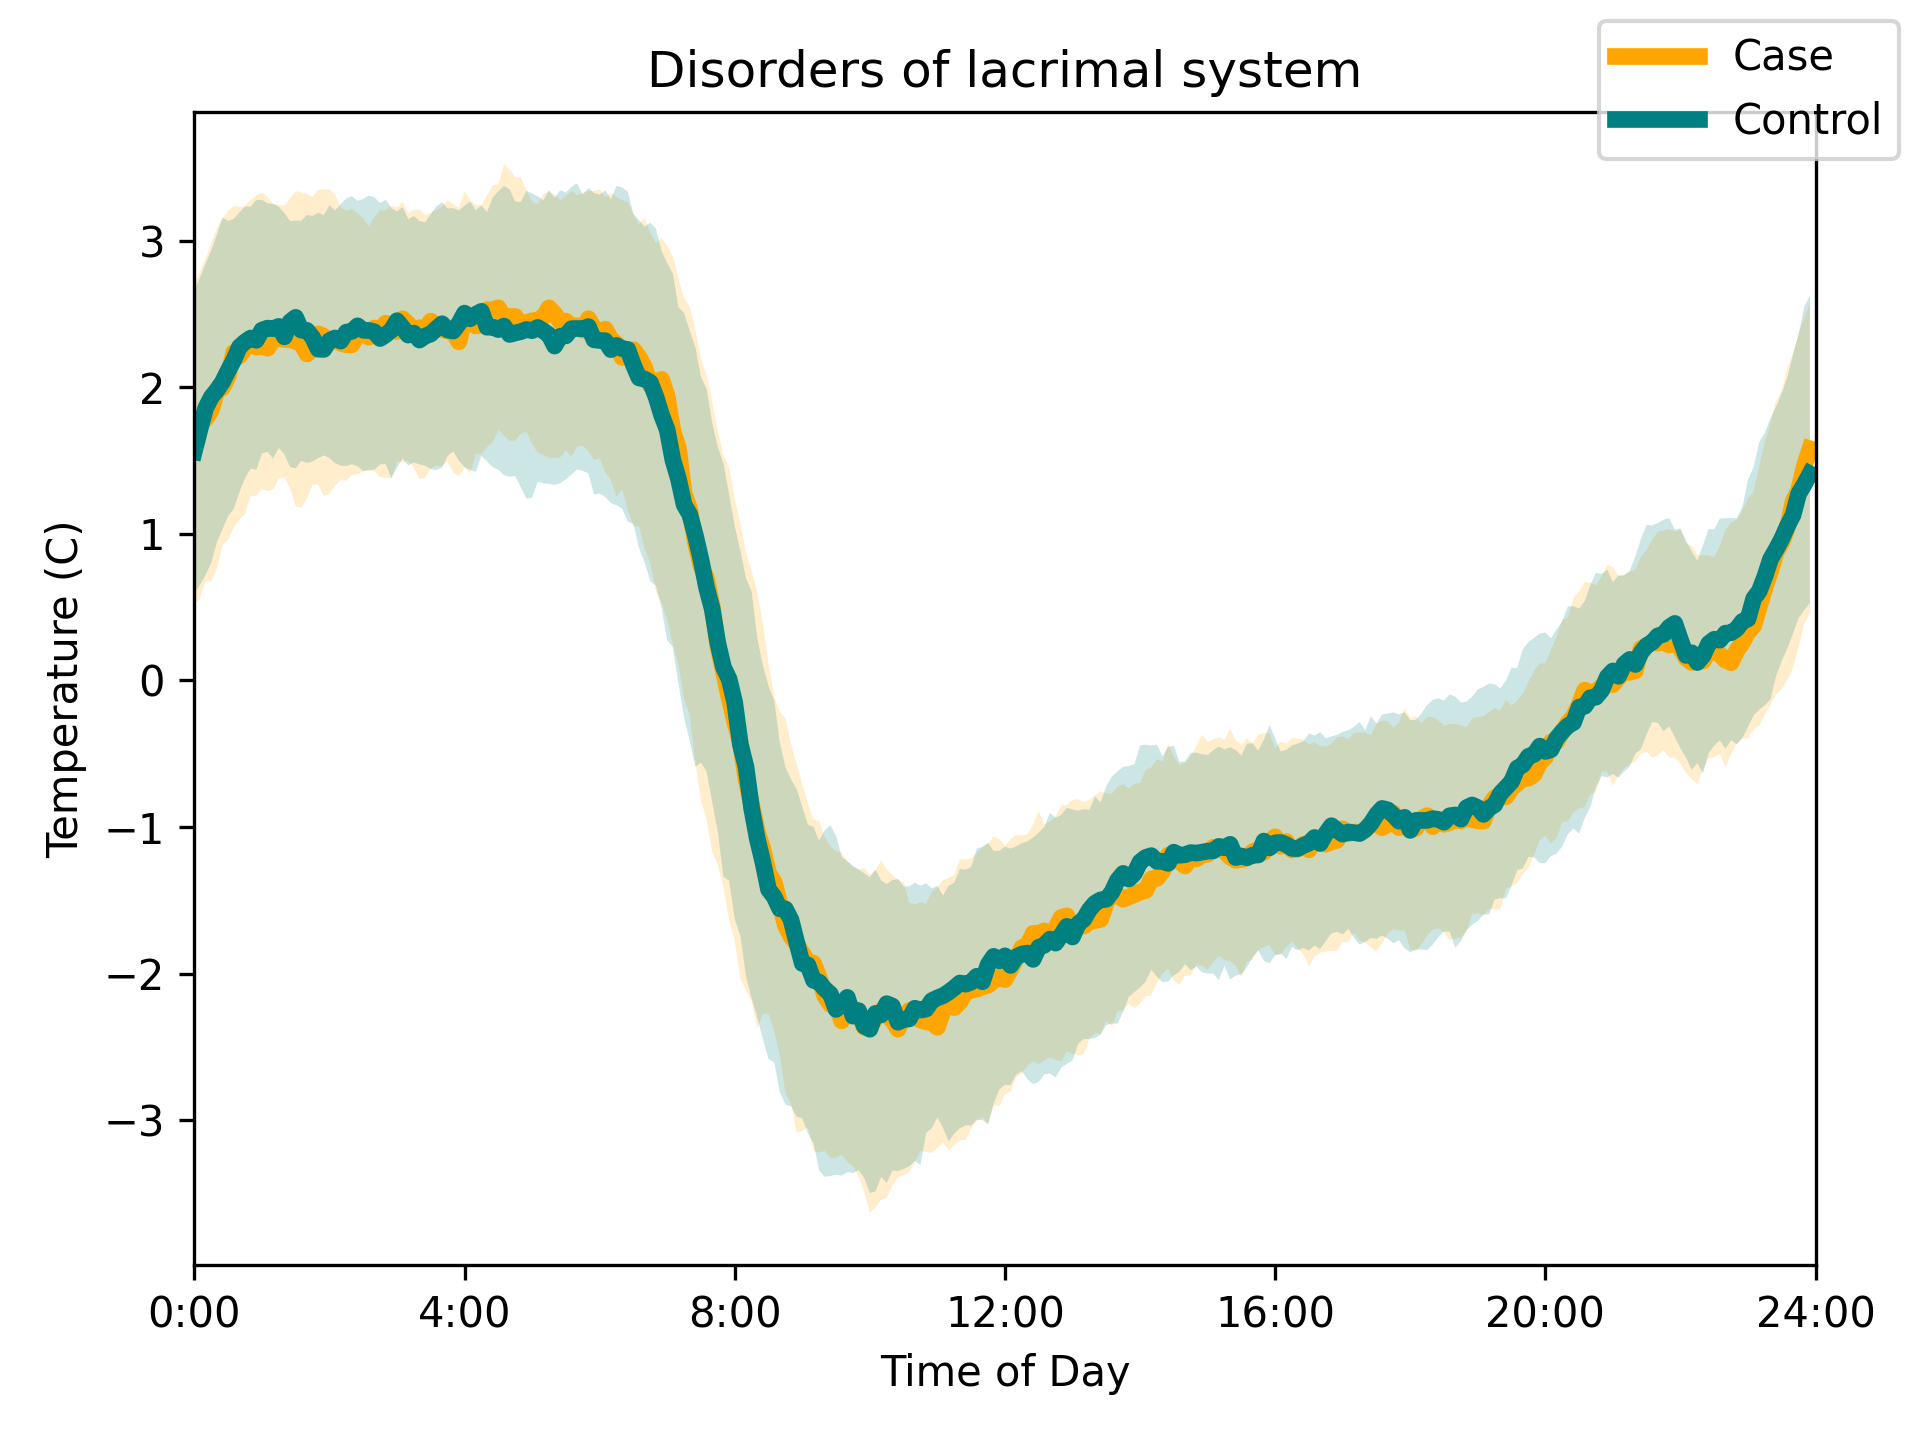 Disorders of lacrimal system
Case
Control
Temperature (C)
3
2
1
0
−1
−2
−3
0:00
4:00
8:00
12:00
16:00
20:00
24:00
Time of Day